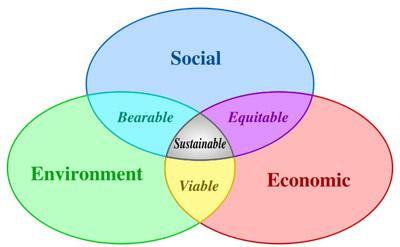 Social
Bearable
Equitable
Sustainable
Environment
Viable
Economic